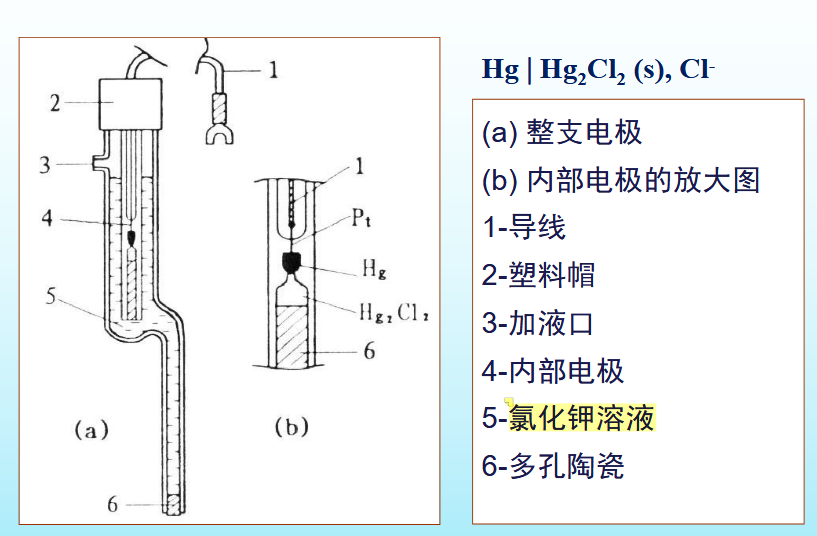 Hg | Hg₂Cl₂ (s), Cl⁻
(a) 整支电极
(b) 内部电极的放大图
1-导线
2-塑料帽
3-加液口
4-内部电极
5-氯化钾溶液
6-多孔陶瓷
1
2
3
4
5
6
(a)
1
Pt
Hg
Hg₂Cl₂
6
(b)